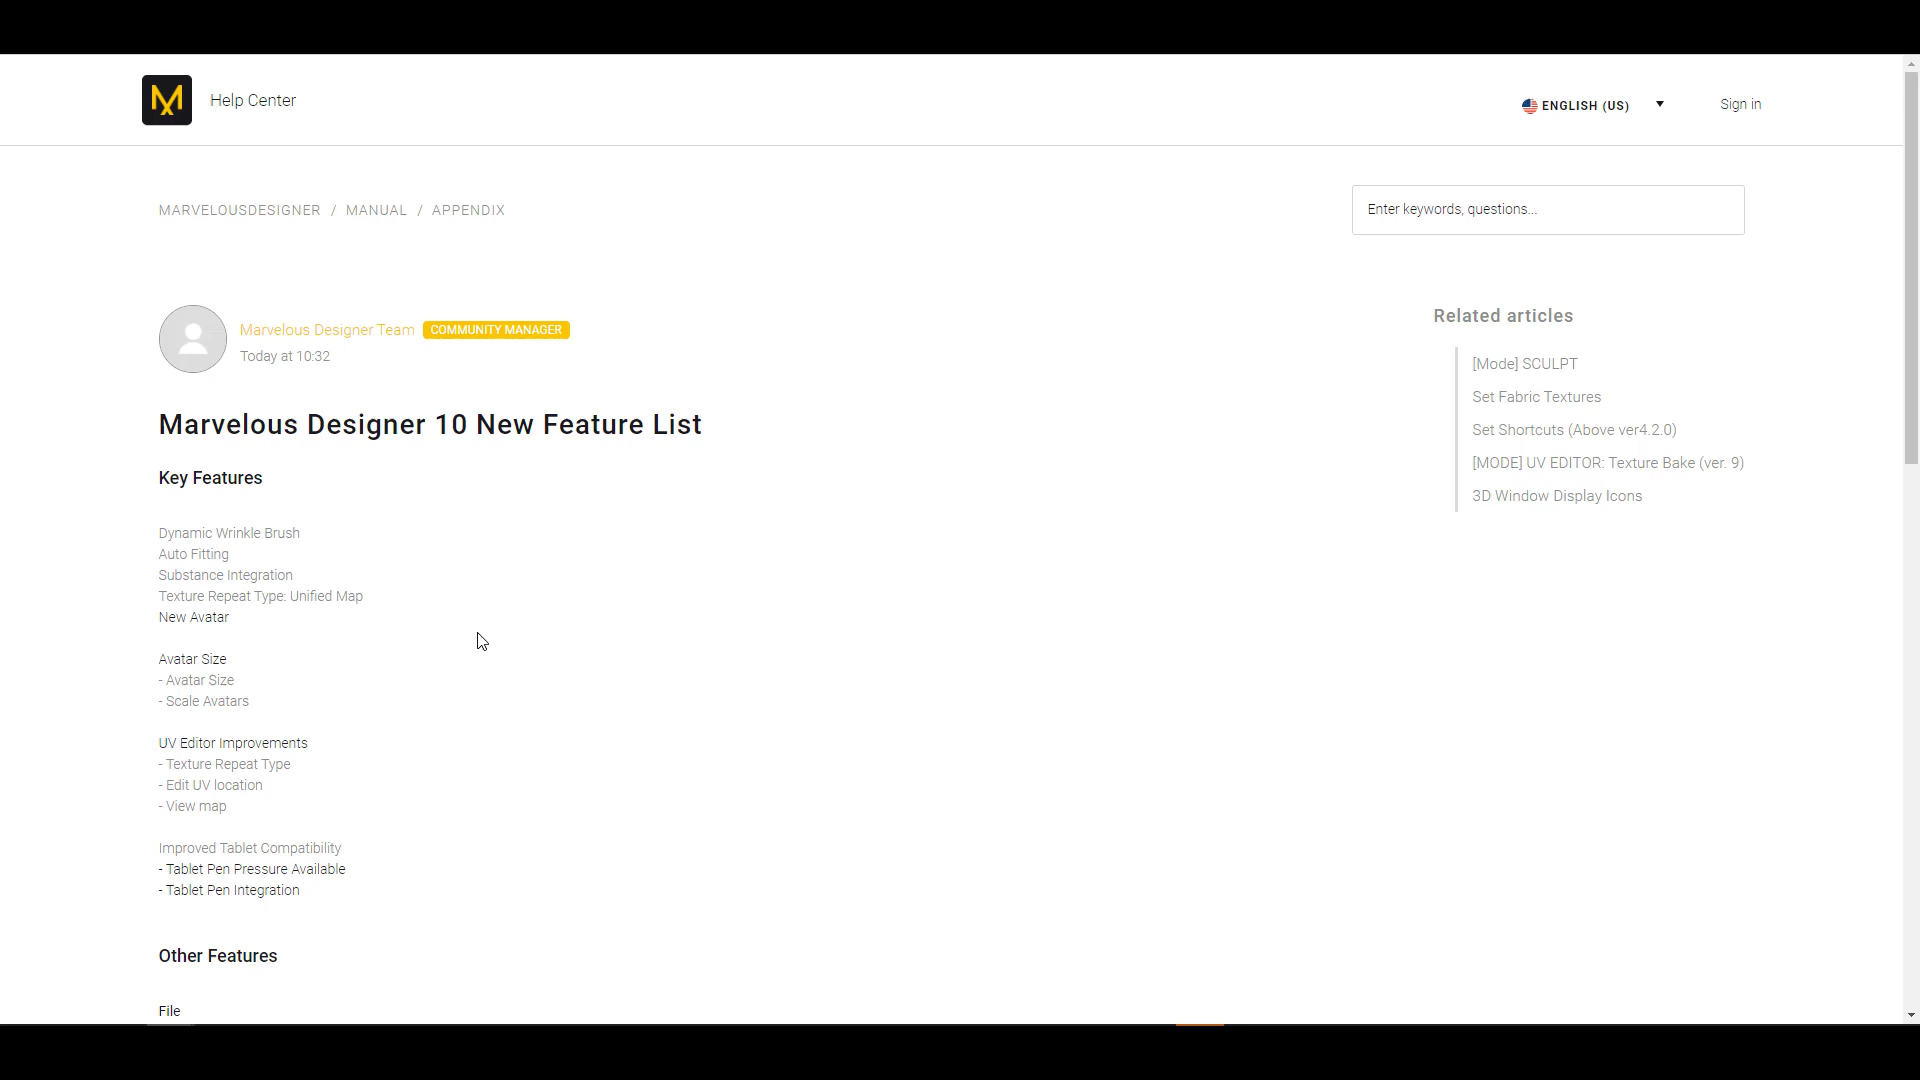 Help Center
ENGLISH (US)
Sign in
MARVELOUSDESIGNER / MANUAL / APPENDIX
Enter keywords, questions...
Marvelous Designer Team COMMUNITY MANAGER
Today at 10:32
Marvelous Designer 10 New Feature List
Key Features
Dynamic Wrinkle Brush
Auto Fitting
Substance Integration
Texture Repeat Type: Unified Map
New Avatar
Avatar Size
- Avatar Size
- Scale Avatars
UV Editor Improvements
- Texture Repeat Type
- Edit UV location
- View map
Improved Tablet Compatibility
- Tablet Pen Pressure Available
- Tablet Pen Integration
Other Features
File
Related articles
[Mode] SCULPT
Set Fabric Textures
Set Shortcuts (Above ver4.2.0)
[MODE] UV EDITOR: Texture Bake (ver. 9)
3D Window Display Icons